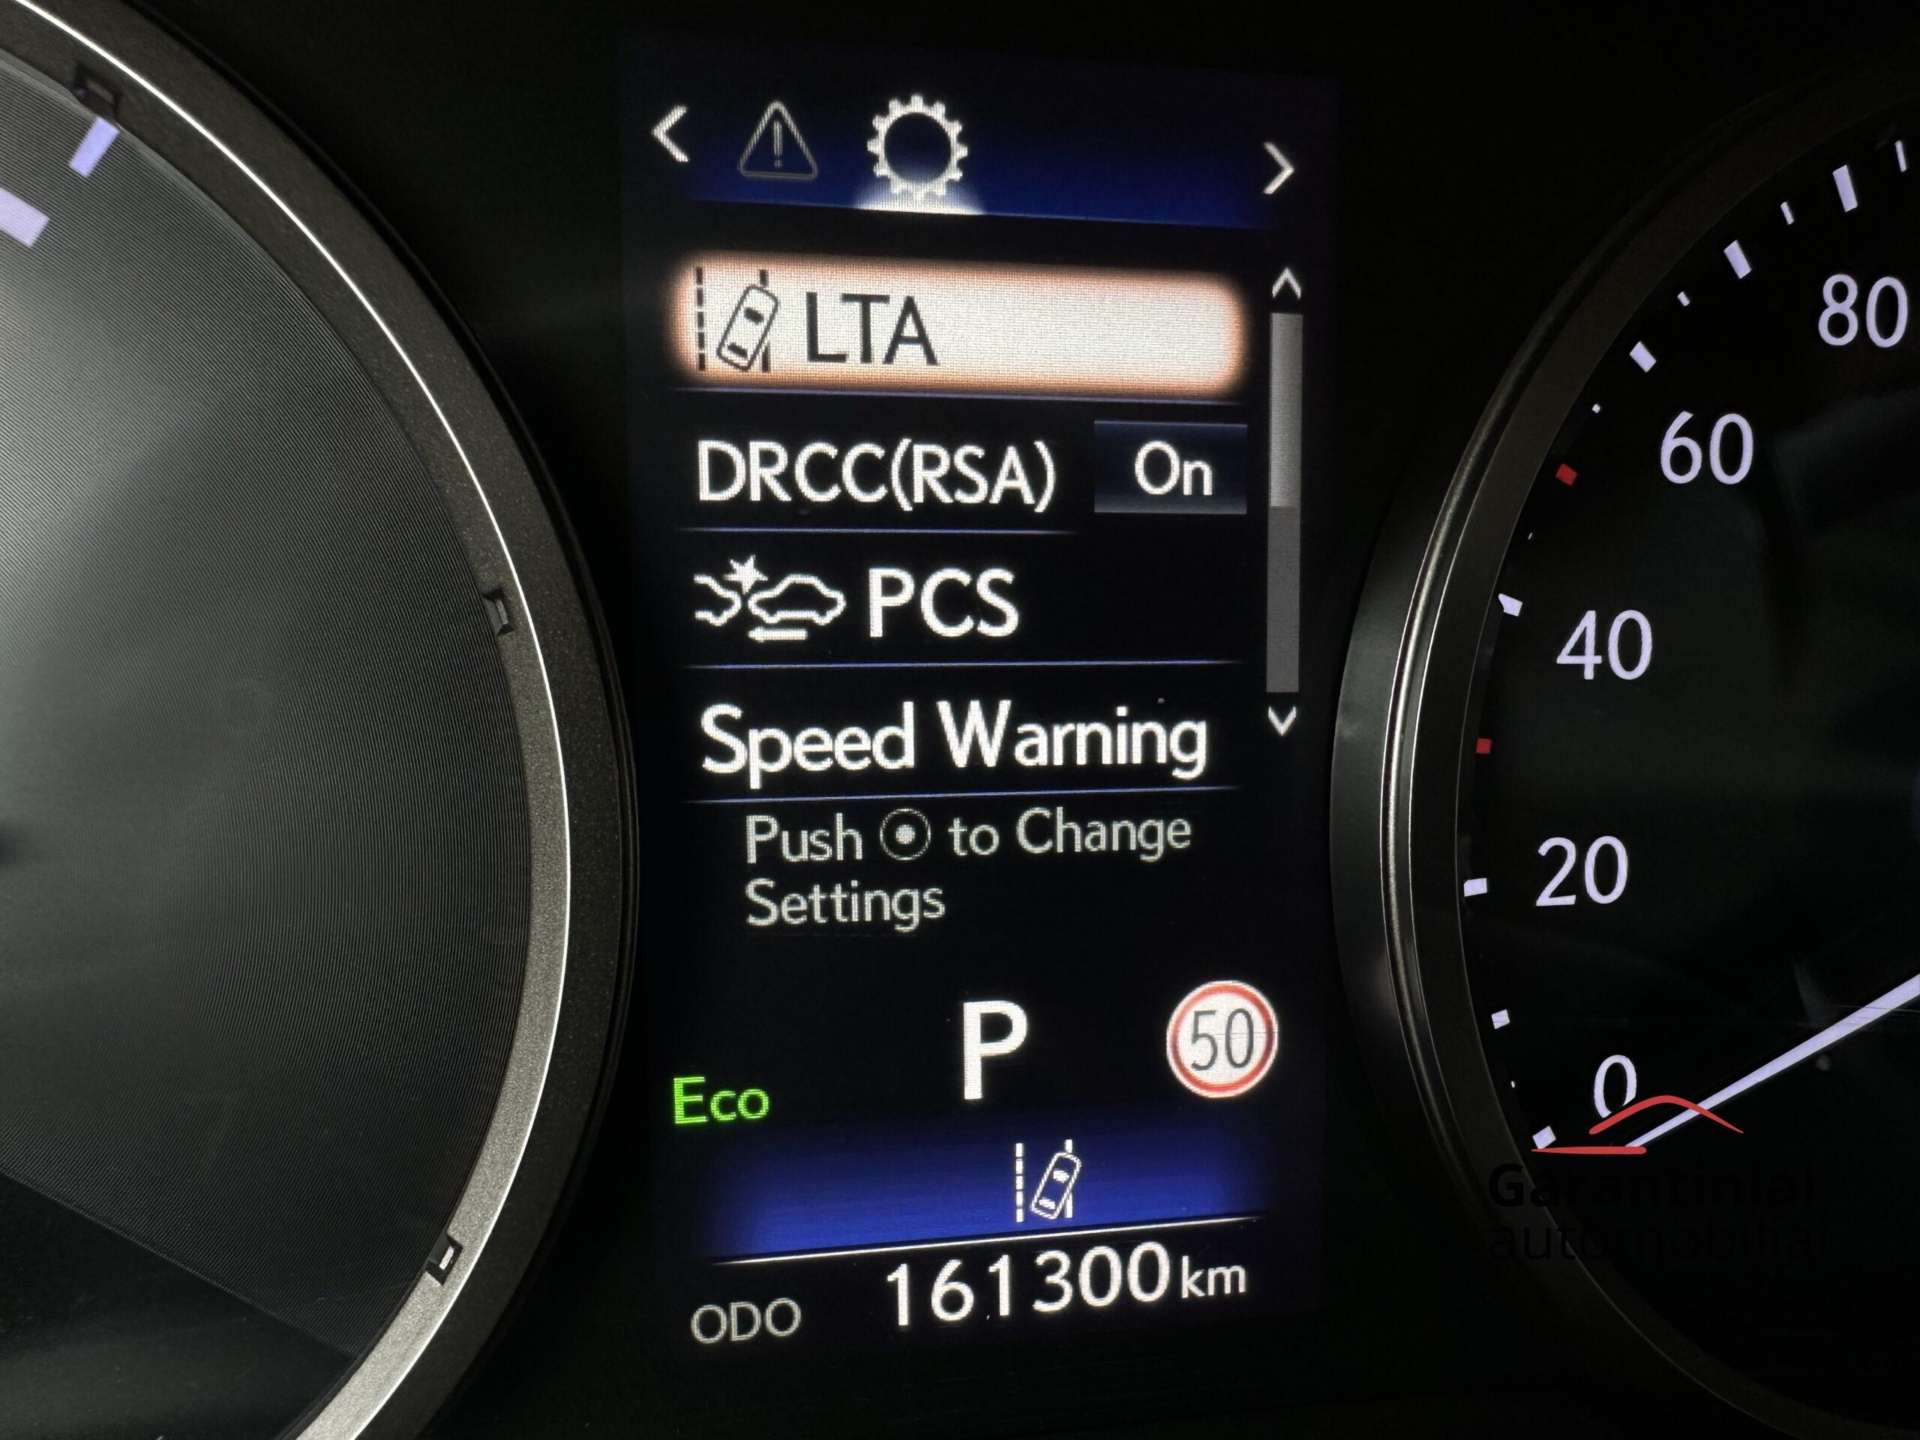 LTA
DRCC(RSA) On
PCS
Speed Warning
Push to Change
Settings
P
50
Eco
ODO 161300 km
80
60
40
20
0